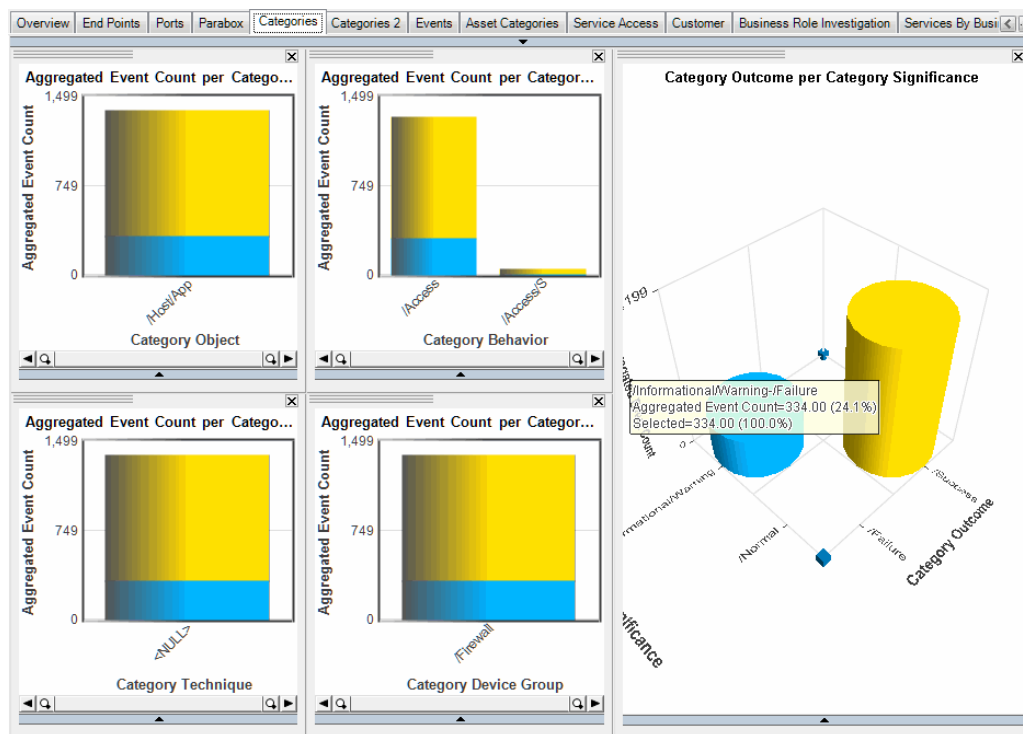 Overview End Points Ports Parabox Categories Categories 2 Events Asset Categories Service Access Customer Business Role Investigation Services By Busi
Aggregated Event Count per Catego...
1,499
749
0
Aggregated Event Count
/Host/App
Category Object
Aggregated Event Count per Categor...
1,499
749
0
Aggregated Event Count
/Access
/Access/S
Category Behavior
Category Outcome per Category Significance
,199
0
/Informational/Warning-/Failure
Aggregated Event Count=334.00 (24.1%)
Selected=334.00 (100.0%)
Count
rmational/Warning
/Normal
/Failure
/Success
Category Outcome
nificance
Aggregated Event Count per Catego...
1,499
749
0
Aggregated Event Count
<NULL>
Category Technique
Aggregated Event Count per Categor...
1,499
749
0
Aggregated Event Count
/Firewall
Category Device Group